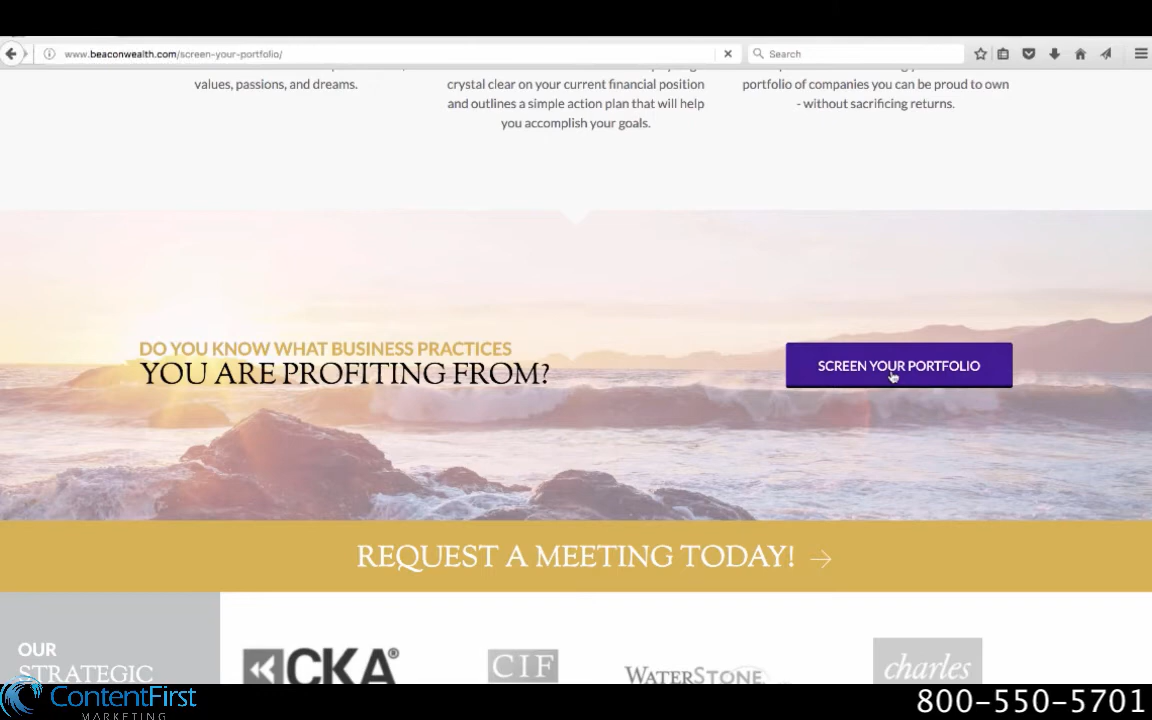 www.beaconwealth.com/screen-your-portfolio/
Search
values, passions, and dreams.
crystal clear on your current financial position
and outlines a simple action plan that will help
you accomplish your goals.
portfolio of companies you can be proud to own
- without sacrificing returns.
DO YOU KNOW WHAT BUSINESS PRACTICES
YOU ARE PROFITING FROM?
SCREEN YOUR PORTFOLIO
REQUEST A MEETING TODAY!
OUR
STRATEGIC
CKA®
CIF
WATERSTONE
charles
ContentFirst
MARKETING
800-550-5701